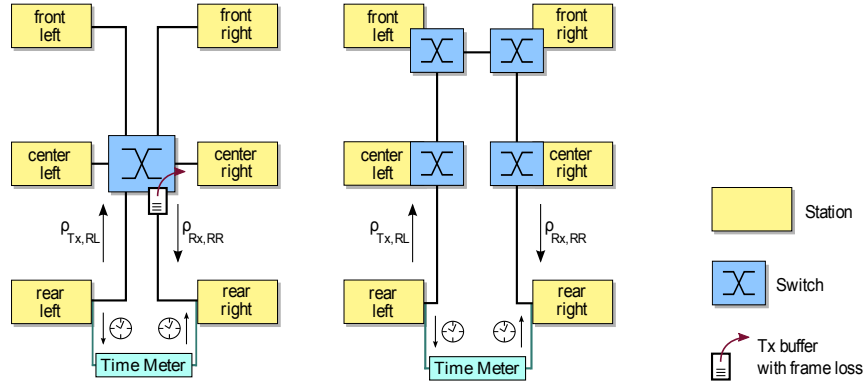 front
left
front
right
center
left
center
right
ρTx,RL
ρRx,RR
rear
left
rear
right
Time Meter
front
left
front
right
center
left
center
right
ρTx,RL
ρRx,RR
rear
left
rear
right
Time Meter
Station
Switch
Tx buffer
with frame loss